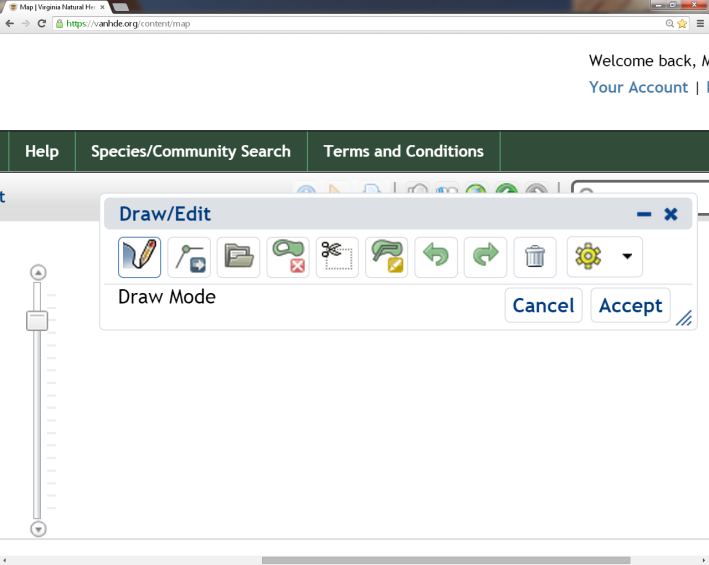 Map | Virginia Natural Her
https://vanhde.org/content/map
Welcome back, M
Your Account |
Help
Species/Community Search
Terms and Conditions
t
Draw/Edit
Draw Mode
Cancel
Accept